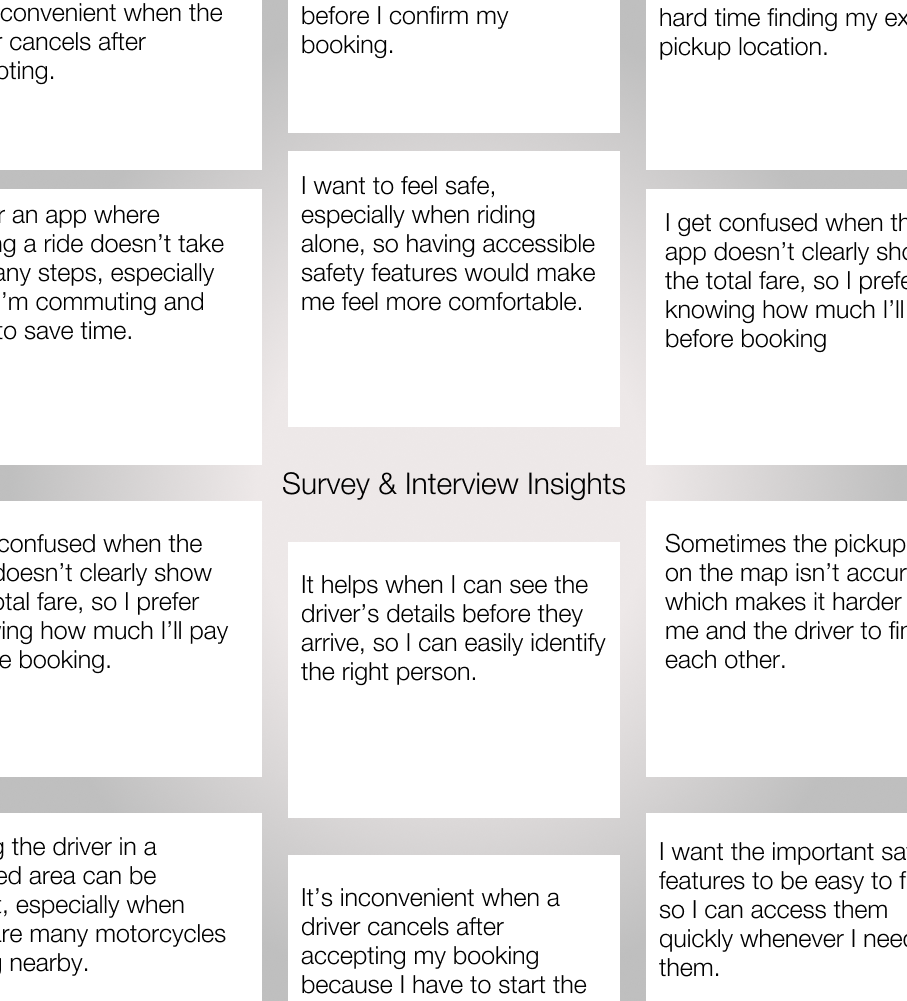 convenient when the
cancels after
before I confirm my
booking.
hard time finding my
pickup location.
an app where
a ride doesn’t take
any steps, especially
I’m commuting and
to save time.
I want to feel safe,
especially when riding
alone, so having accessible
safety features would make
me feel more comfortable.
I get confused when
app doesn’t clearly
the total fare, so I
knowing how much I’ll
before booking
Survey & Interview Insights
confused when the
doesn’t clearly show
fare, so I prefer
how much I’ll pay
booking.
It helps when I can see the
driver’s details before they
arrive, so I can easily identify
the right person.
Sometimes the pickup
on the map isn’t
which makes it harder
me and the driver to
each other.
the driver in a
area can be
especially when
are many motorcycles
nearby.
It’s inconvenient when a
driver cancels after
accepting my booking
because I have to start the
I want the important
features to be easy to
so I can access them
quickly whenever I
them.